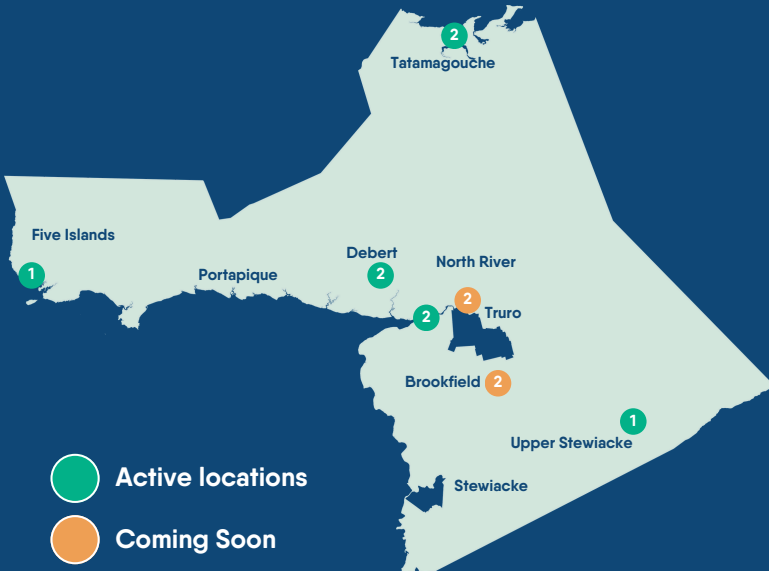 2
Tatamagouche
Five Islands
1
Portapique
Debert
2
North River
2
Truro
2
Brookfield 2
1
Upper Stewiacke
Stewiacke
Active locations
Coming Soon